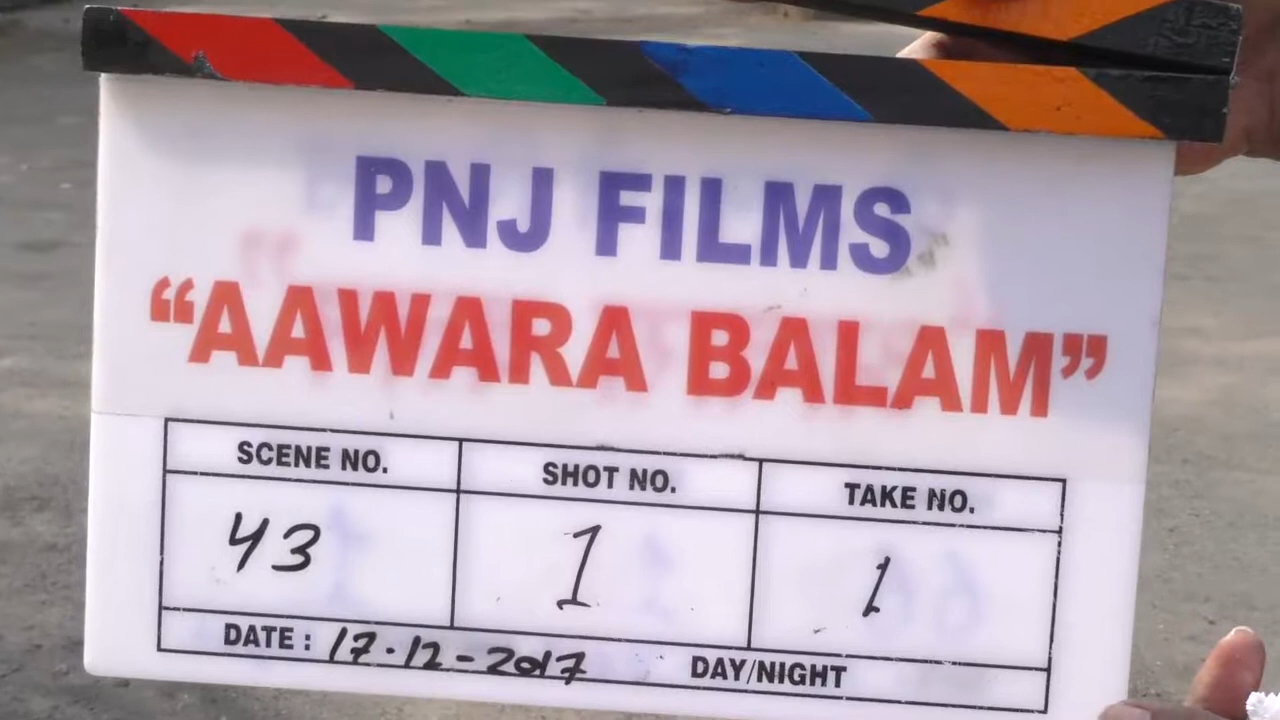 PNJ FILMS
“AAWARA BALAM”
SCENE NO. SHOT NO. TAKE NO.
43 1 1
DATE : 17-12-2017 DAY/NIGHT